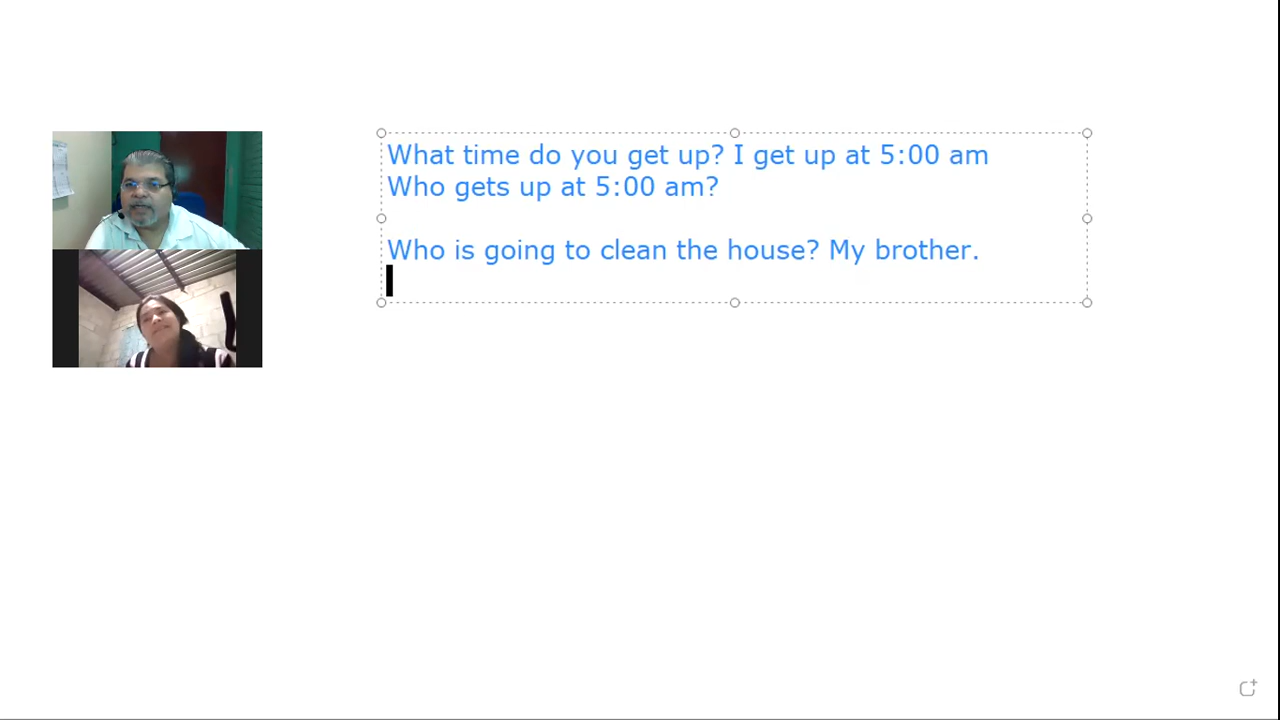 What time do you get up? I get up at 5:00 am
Who gets up at 5:00 am?
Who is going to clean the house? My brother.